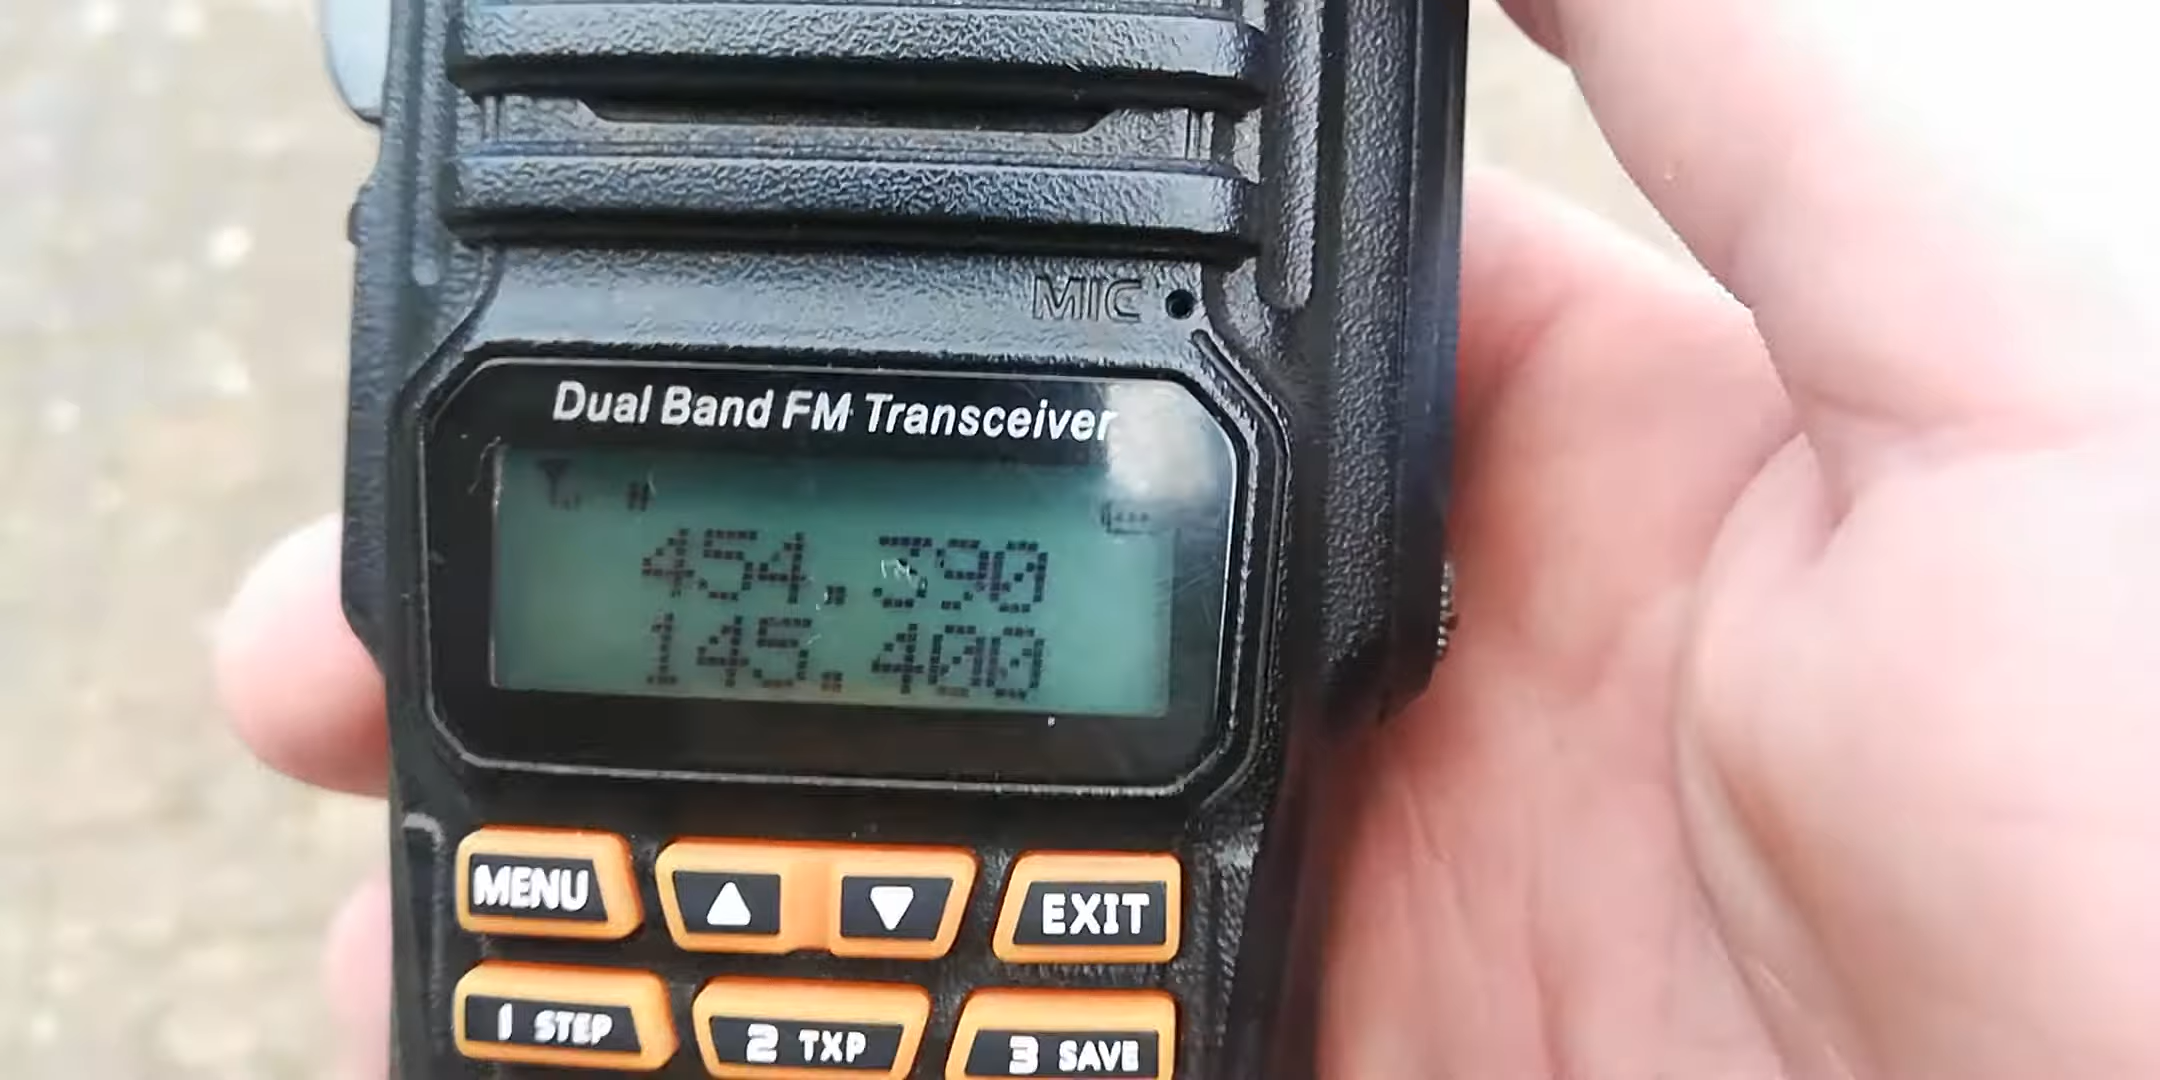 MIC
Dual Band FM Transceiver
454.390
145.400
MENU ▲ ▼ EXIT
1 STEP 2 TXP 3 SAVE